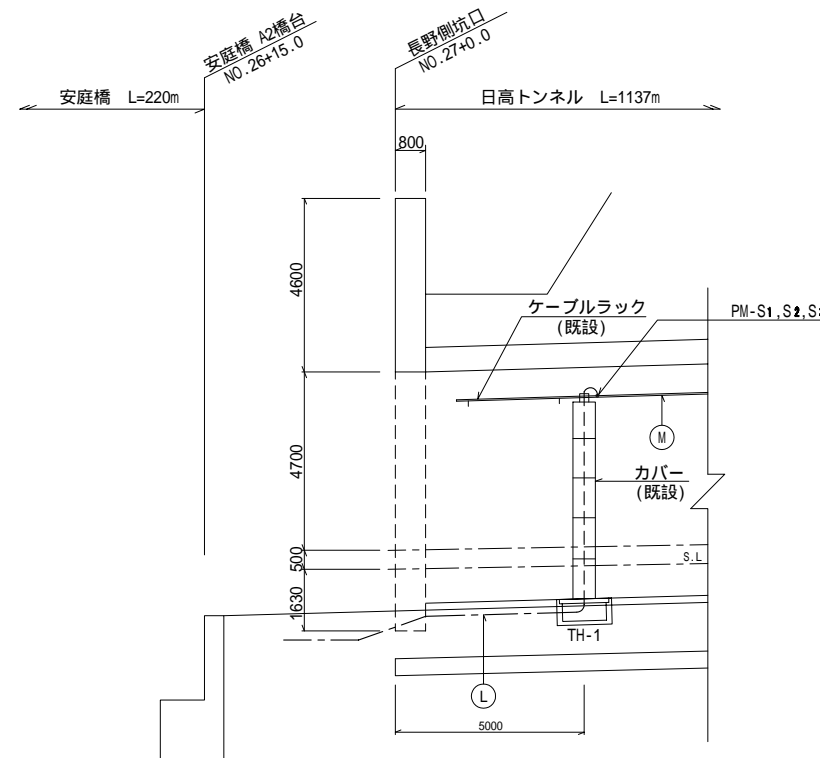 安庭橋 A2橋台
NO.26+15.0
長野側坑口
NO.27+0.0
安庭橋 L=220m
日高トンネル L=1137m
800
4600
ケーブルラック
(既設)
PM-S1,S2,S3
M
4700
カバー
(既設)
500
S.L
1630
TH-1
L
5000